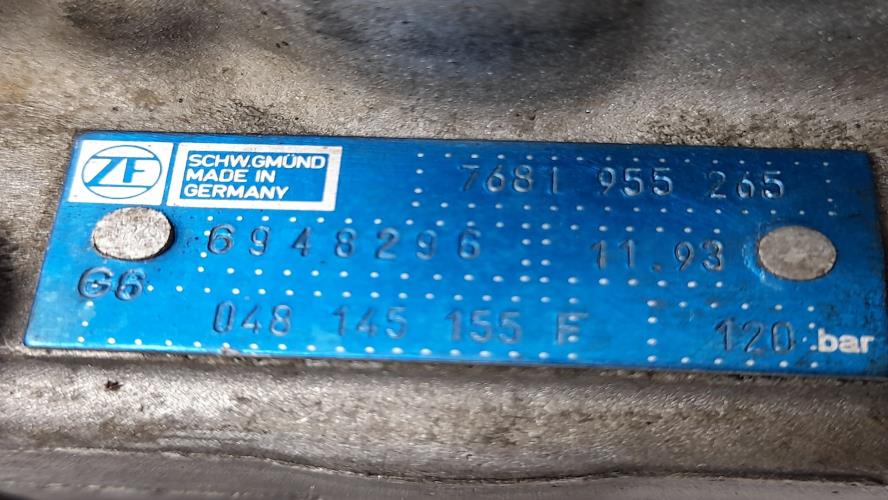 ZF
SCHW.GMÜND
MADE IN
GERMANY
7681 955 265
6948296 11.93
G6
048 145 155 F 120 .bar